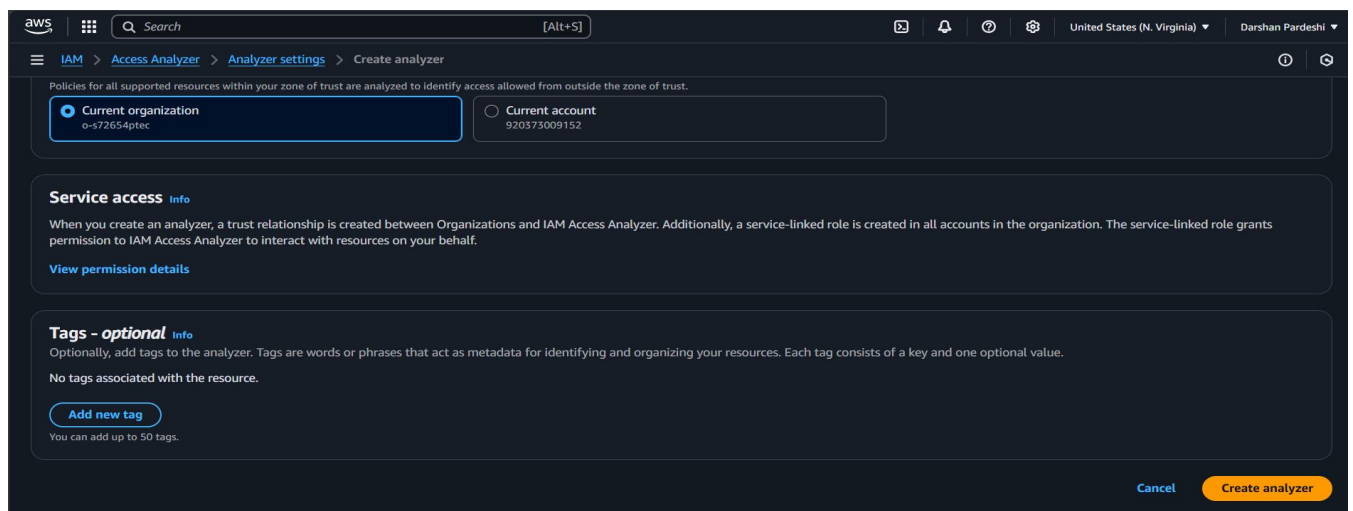 aws
Search [Alt+S] United States (N. Virginia) Darshan Pardeshi
IAM > Access Analyzer > Analyzer settings > Create analyzer
Policies for all supported resources within your zone of trust are analyzed to identify access allowed from outside the zone of trust.
Current organization
o-s72654ptec
Current account
920373009152
Service access Info
When you create an analyzer, a trust relationship is created between Organizations and IAM Access Analyzer. Additionally, a service-linked role is created in all accounts in the organization. The service-linked role grants
permission to IAM Access Analyzer to interact with resources on your behalf.
View permission details
Tags - optional Info
Optionally, add tags to the analyzer. Tags are words or phrases that act as metadata for identifying and organizing your resources. Each tag consists of a key and one optional value.
No tags associated with the resource.
Add new tag
You can add up to 50 tags.
Cancel Create analyzer